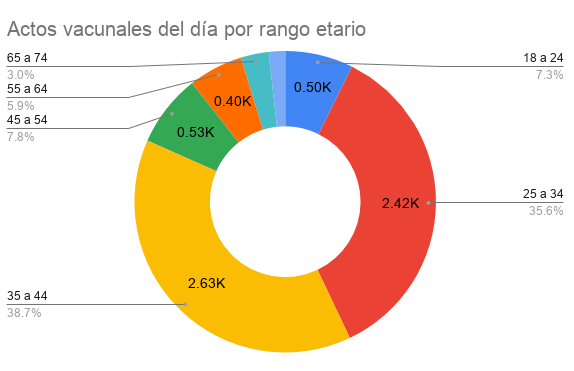 Actos vacunales del día por rango etario
65 a 74
3.0%
55 a 64
5.9%
45 a 54
7.8%
35 a 44
38.7%
18 a 24
7.3%
25 a 34
35.6%
0.50K
2.42K
2.63K
0.53K
0.40K